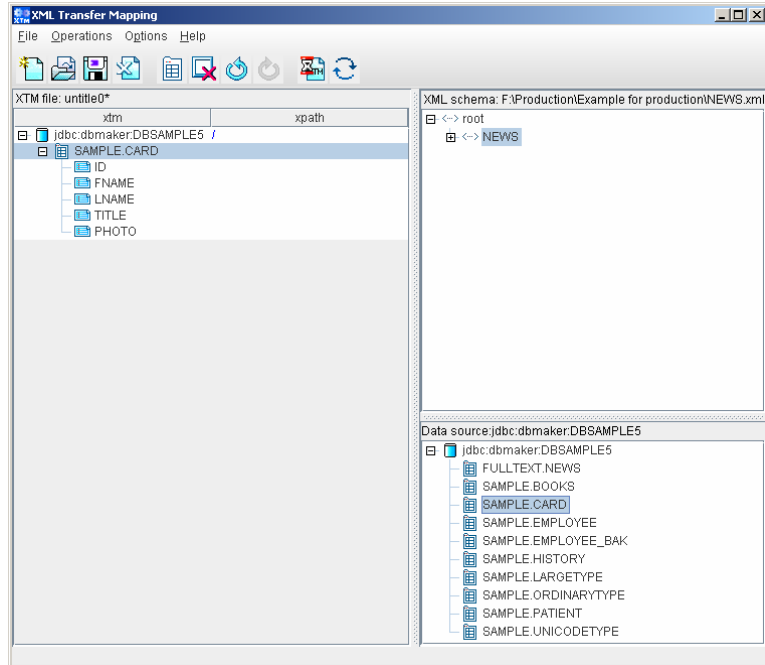 XML Transfer Mapping
File Operations Options Help
XTM file: untitle0*
xtm xpath
jdbc:dbmaker:DBSAMPLE5 /
SAMPLE.CARD
ID
FNAME
LNAME
TITLE
PHOTO
XML schema: F:\Production\Example for production\NEWS.xml
<--> root
<--> NEWS
Data source:jdbc:dbmaker:DBSAMPLE5
jdbc:dbmaker:DBSAMPLE5
FULLTEXT.NEWS
SAMPLE.BOOKS
SAMPLE.CARD
SAMPLE.EMPLOYEE
SAMPLE.EMPLOYEE_BAK
SAMPLE.HISTORY
SAMPLE.LARGETYPE
SAMPLE.ORDINARYTYPE
SAMPLE.PATIENT
SAMPLE.UNICODETYPE